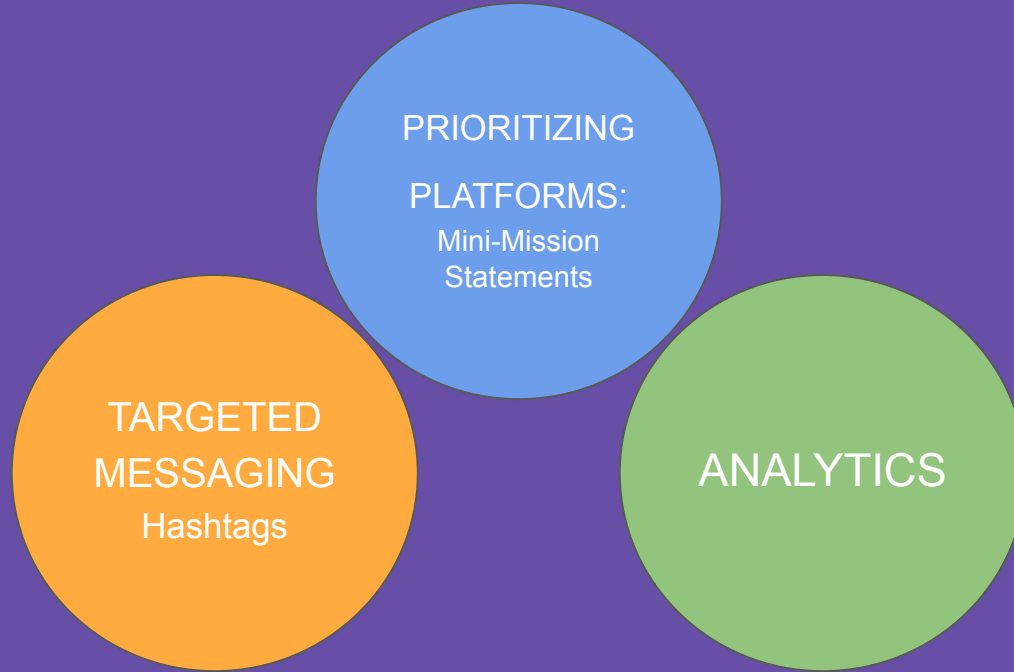 PRIORITIZING
PLATFORMS:
Mini-Mission
Statements
TARGETED
MESSAGING
Hashtags
ANALYTICS